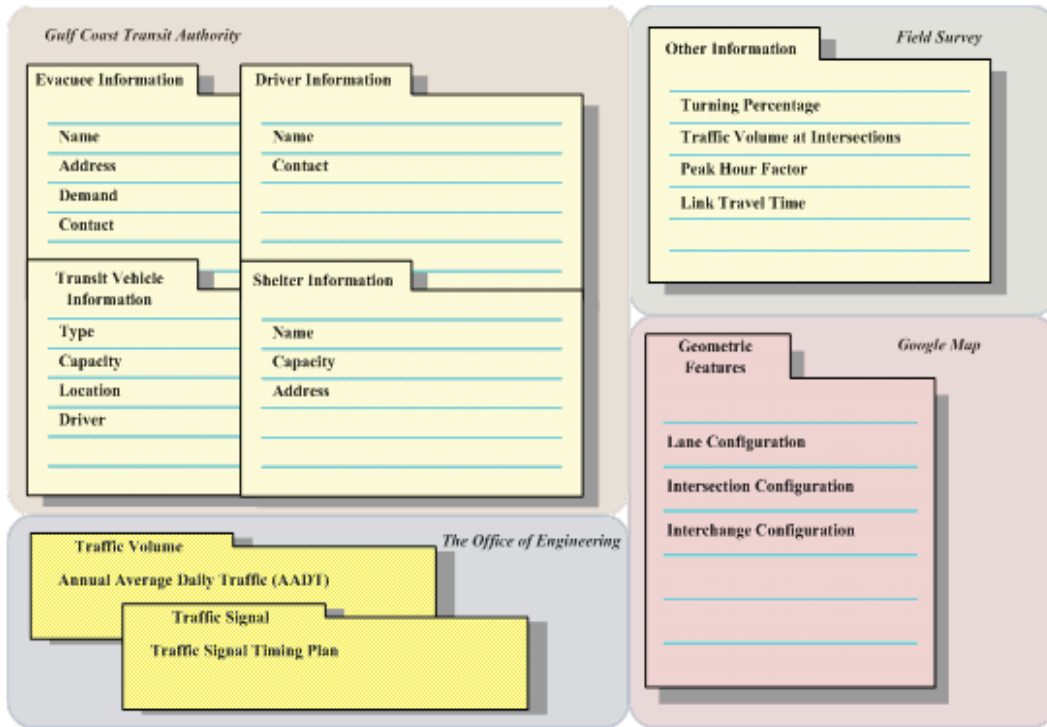 Gulf Coast Transit Authority
Evacuee Information
Name
Address
Demand
Contact
Driver Information
Name
Contact
Transit Vehicle
Information
Type
Capacity
Location
Driver
Shelter Information
Name
Capacity
Address
Field Survey
Other Information
Turning Percentage
Traffic Volume at Intersections
Peak Hour Factor
Link Travel Time
Google Map
Geometric
Features
Lane Configuration
Intersection Configuration
Interchange Configuration
The Office of Engineering
Traffic Volume
Annual Average Daily Traffic (AADT)
Traffic Signal
Traffic Signal Timing Plan